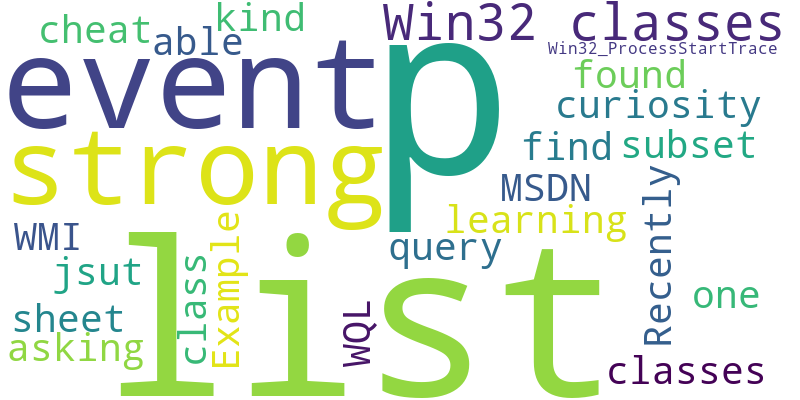 cheat
kind
able
Win32 classes
Win32_ProcessStartTrace
event
p
found
curiosity
strong
find
subset
MSDN
Recently
learning
WMI
Example
query
list
jsut
class
one
sheet
WQL
asking
classes